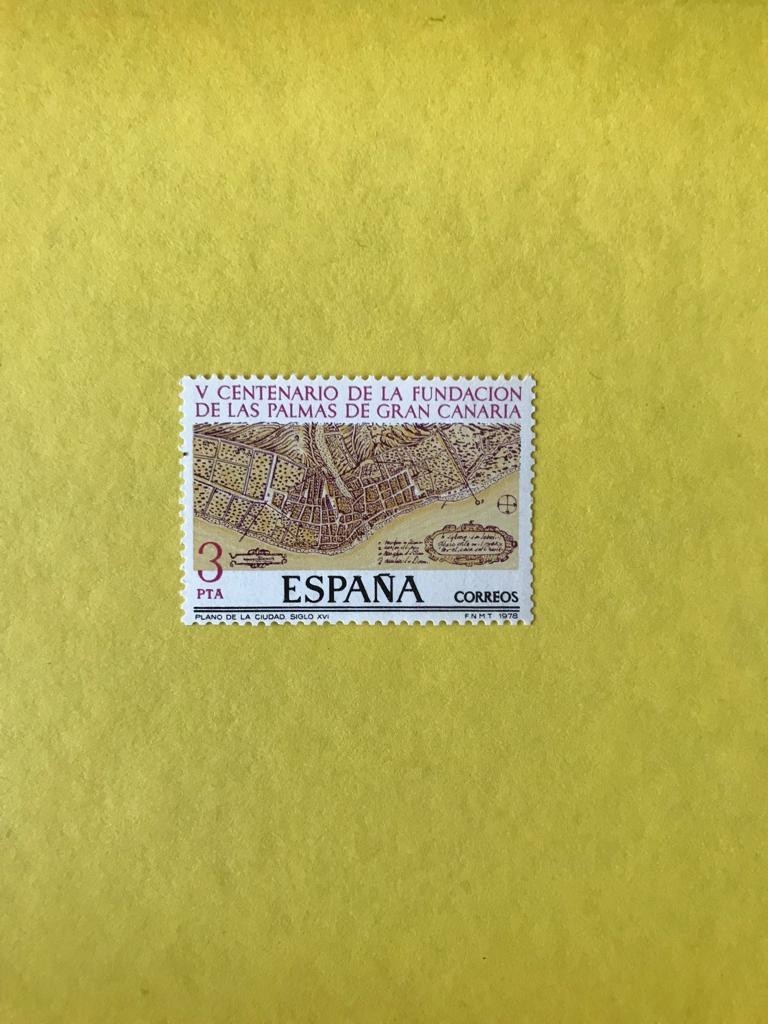 V CENTENARIO DE LA FUNDACION
DE LAS PALMAS DE GRAN CANARIA
3
PTA
ESPAÑA
CORREOS
PLANO DE LA CIUDAD SIGLO XVI
F.N.M.T. 1978